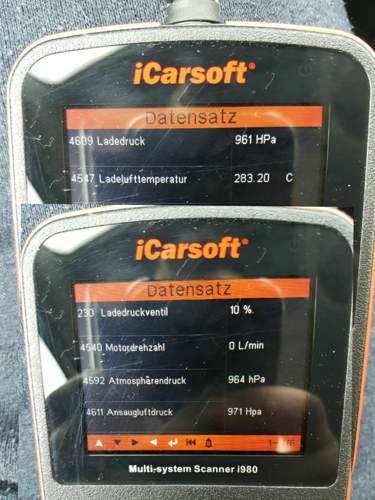 iCarsoft®
Datensatz
4609 Ladedruck 961 HPa
4547 Ladelufttemperatur 283.20 C
iCarsoft®
Datensatz
230 Ladedruckventil 10 %.
4540 Motordrehzahl 0 L/min
4592 Atmosphärendruck 964 hPa
4611 Ansaugluftdruck 971 Hpa
Multi-system Scanner i980